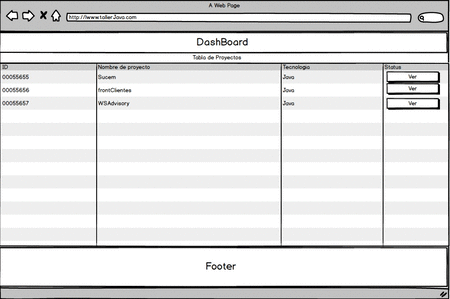 A Web Page
http://www.tallerJava.com
DashBoard
Tabla de Proyectos
ID Nombre de proyecto Tecnologia Status
00055655 Sucem Java Ver
00055656 frontClientes Java Ver
00055657 WSAdvisory Java Ver
Footer